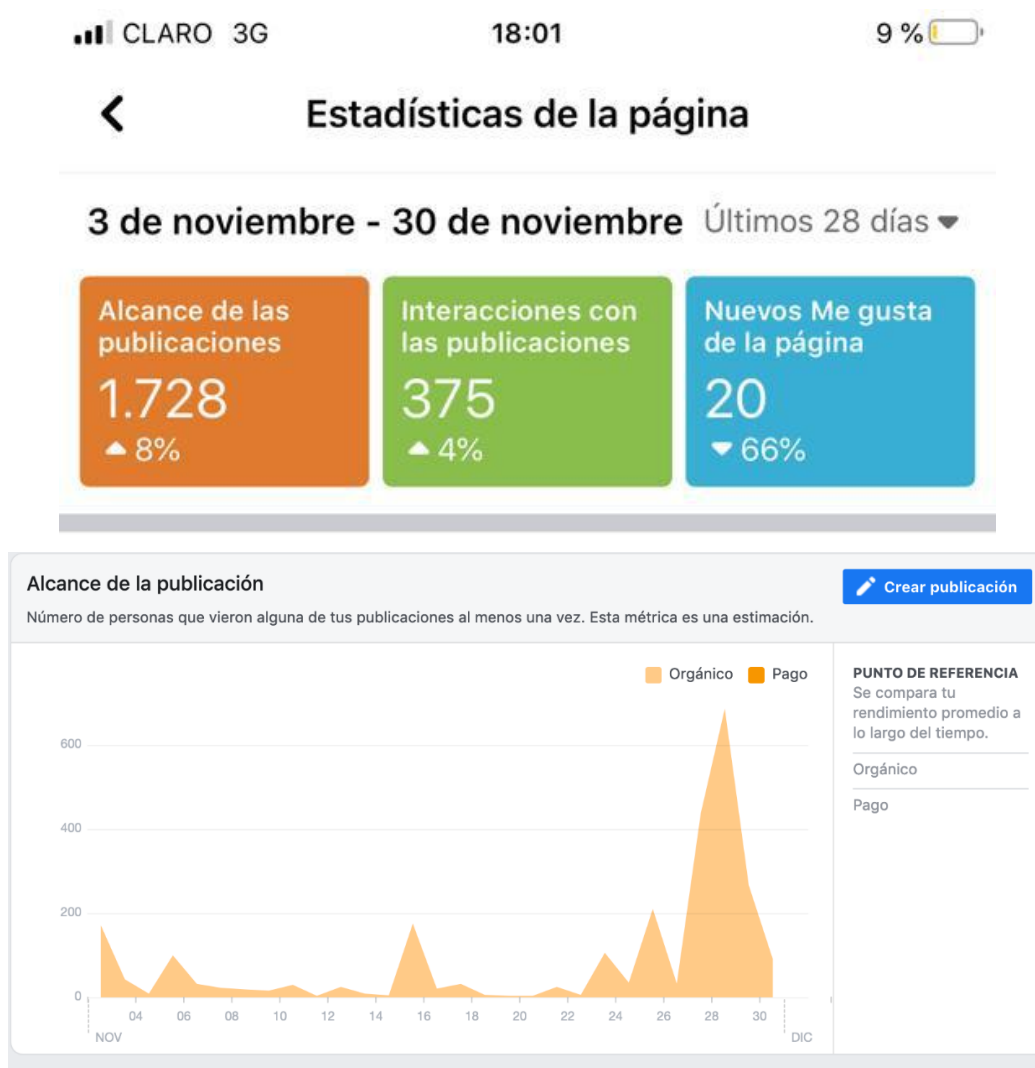 CLARO 3G 18:01 9 %
Estadísticas de la página
3 de noviembre - 30 de noviembre Últimos 28 días
Alcance de las
publicaciones
1.728
8%
Interacciones con
las publicaciones
375
4%
Nuevos Me gusta
de la página
20
66%
Alcance de la publicación
Crear publicación
Número de personas que vieron alguna de tus publicaciones al menos una vez. Esta métrica es una estimación.
Orgánico Pago
600
400
200
0
04 06 08 10 12 14 16 18 20 22 24 26 28 30
NOV DIC
PUNTO DE REFERENCIA
Se compara tu
rendimiento promedio a
lo largo del tiempo.
Orgánico
Pago